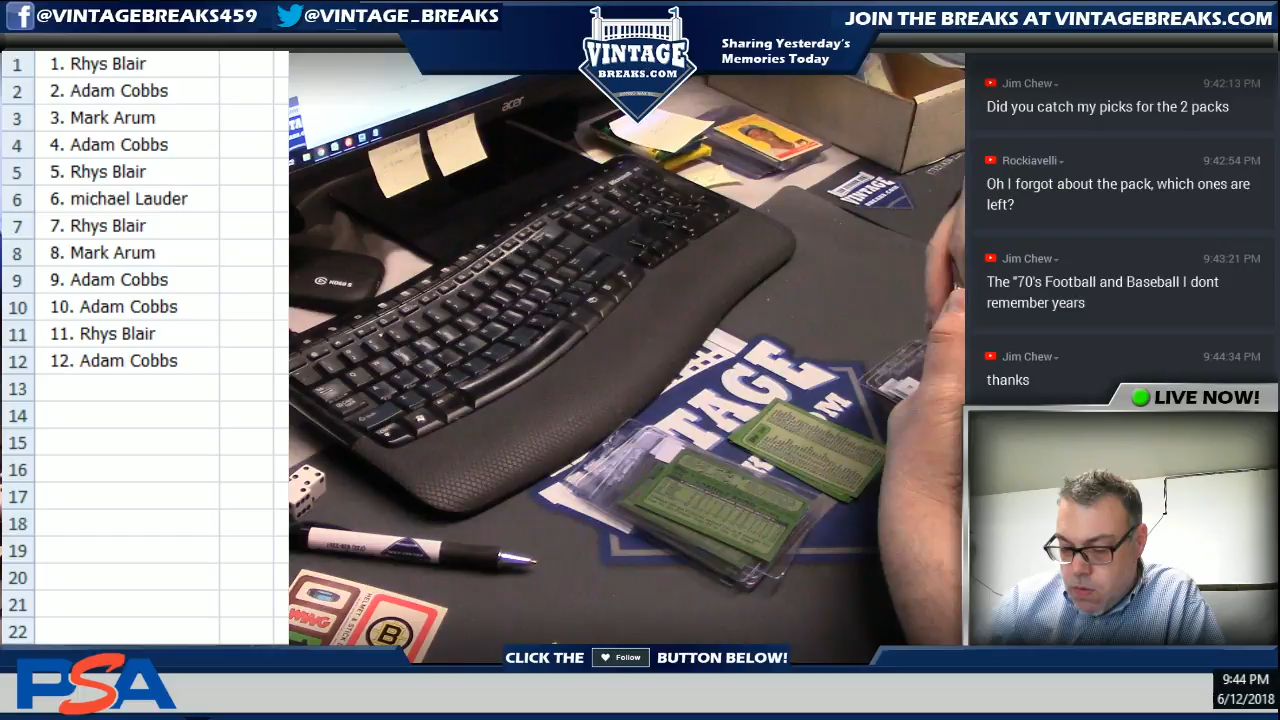 @VINTAGEBREAKS459
@VINTAGE_BREAKS
VINTAGE
BREAKS.COM
Sharing Yesterday's
Memories Today
JOIN THE BREAKS AT VINTAGEBREAKS.COM
1 1. Rhys Blair
2 2. Adam Cobbs
3 3. Mark Arum
4 4. Adam Cobbs
5 5. Rhys Blair
6 6. michael Lauder
7 7. Rhys Blair
8 8. Mark Arum
9 9. Adam Cobbs
10 10. Adam Cobbs
11 11. Rhys Blair
12 12. Adam Cobbs
13
14
15
16
17
18
19
20
21
22
acer
VINTAGE
TAGE
.COM
WING
HELMET & STICK
B
Jim Chew 9:42:13 PM
Did you catch my picks for the 2 packs
Rockiavelli 9:42:54 PM
Oh I forgot about the pack, which ones are
left?
Jim Chew 9:43:21 PM
The "70's Football and Baseball I dont
remember years
Jim Chew 9:44:34 PM
thanks
LIVE NOW!
CLICK THE Follow BUTTON BELOW!
PSA
9:44 PM
6/12/2018